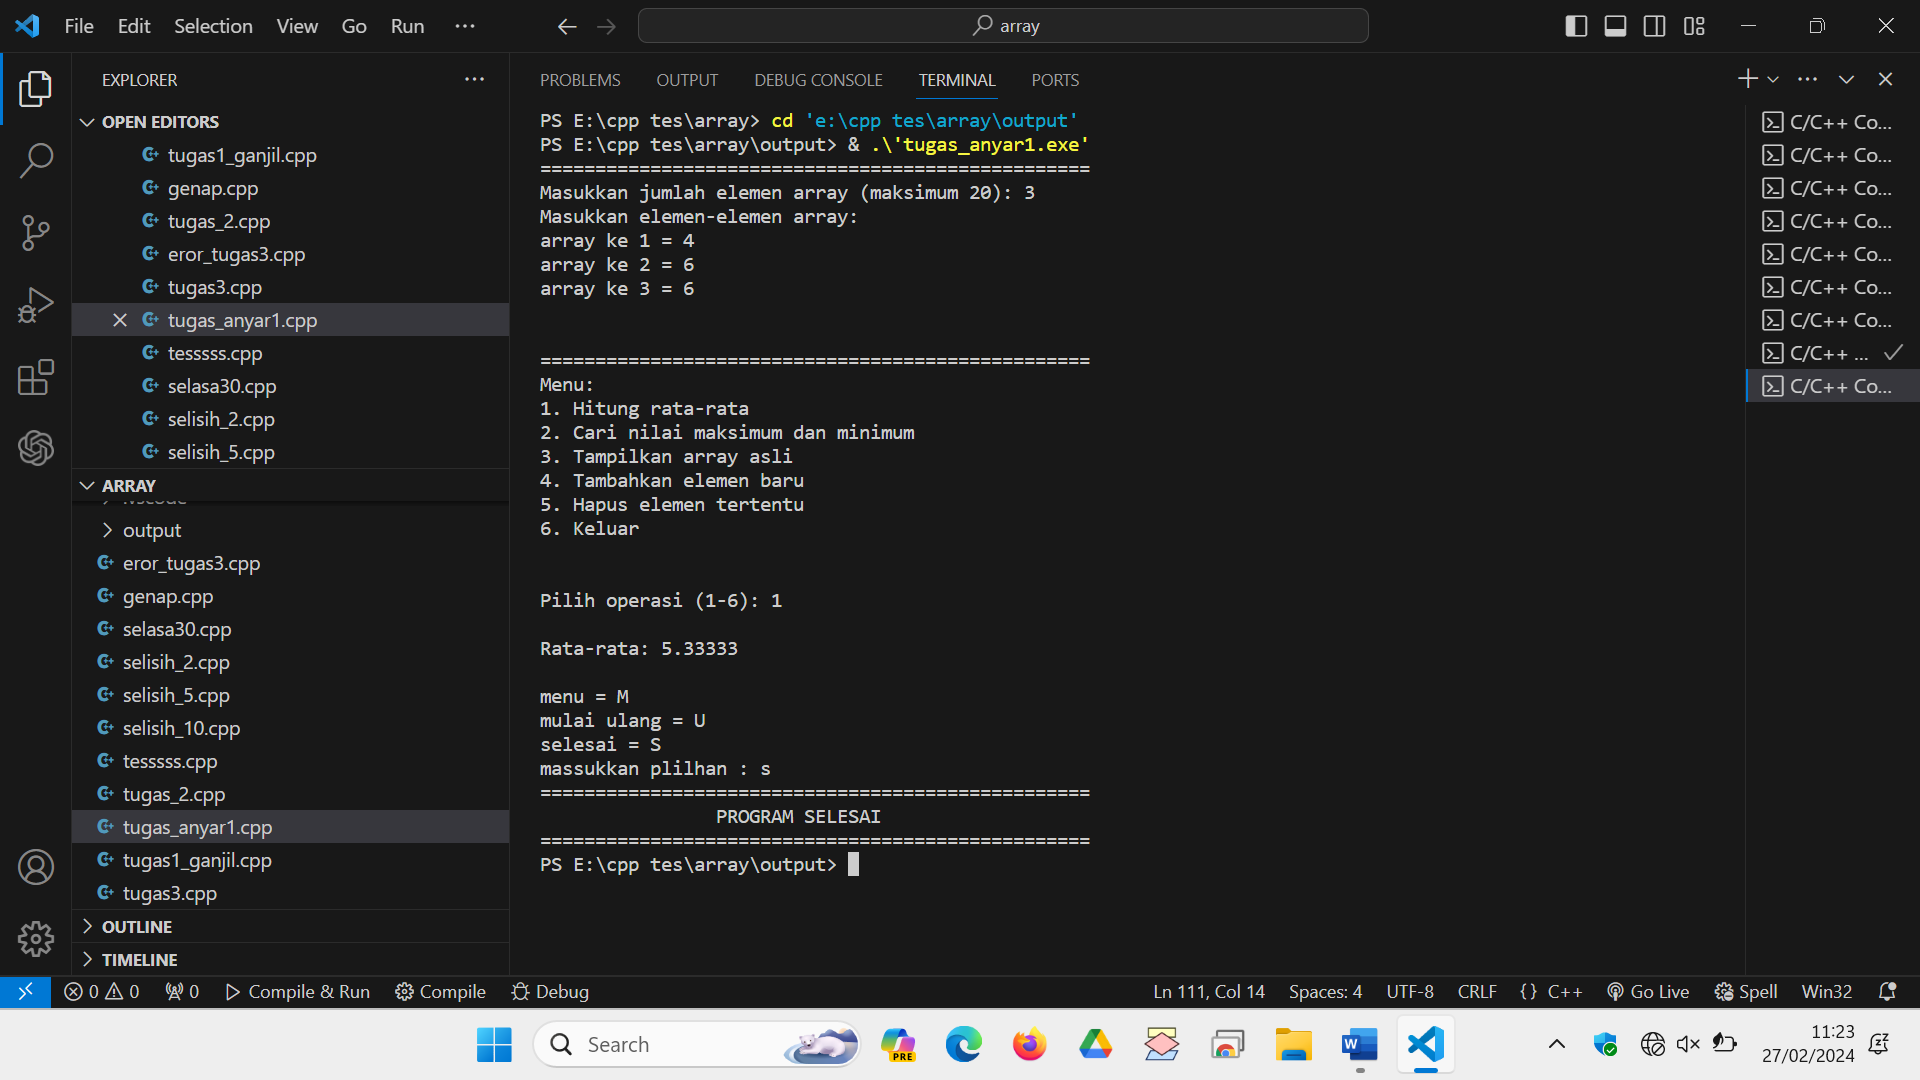 File Edit Selection View Go Run ···
array
EXPLORER ···
OPEN EDITORS
tugas1_ganjil.cpp
genap.cpp
tugas_2.cpp
eror_tugas3.cpp
tugas3.cpp
tugas_anyar1.cpp
tesssss.cpp
selasa30.cpp
selisih_2.cpp
selisih_5.cpp
ARRAY
.vscode
output
eror_tugas3.cpp
genap.cpp
selasa30.cpp
selisih_2.cpp
selisih_5.cpp
selisih_10.cpp
tesssss.cpp
tugas_2.cpp
tugas_anyar1.cpp
tugas1_ganjil.cpp
tugas3.cpp
OUTLINE
TIMELINE
PROBLEMS OUTPUT DEBUG CONSOLE TERMINAL PORTS
PS E:\cpp tes\array> cd 'e:\cpp tes\array\output'
PS E:\cpp tes\array\output> & .\'tugas_anyar1.exe'
==================================================
Masukkan jumlah elemen array (maksimum 20): 3
Masukkan elemen-elemen array:
array ke 1 = 4
array ke 2 = 6
array ke 3 = 6
==================================================
Menu:
1. Hitung rata-rata
2. Cari nilai maksimum dan minimum
3. Tampilkan array asli
4. Tambahkan elemen baru
5. Hapus elemen tertentu
6. Keluar
Pilih operasi (1-6): 1
Rata-rata: 5.33333
menu = M
mulai ulang = U
selesai = S
massukkan plilhan : s
==================================================
PROGRAM SELESAI
==================================================
PS E:\cpp tes\array\output>
C/C++ Co...
C/C++ Co...
C/C++ Co...
C/C++ Co...
C/C++ Co...
C/C++ Co...
C/C++ Co...
C/C++ ...
C/C++ Co...
0 0 0 Compile & Run Compile Debug
Ln 111, Col 14 Spaces: 4 UTF-8 CRLF {} C++ Go Live Spell Win32
Search
PRE
W
11:23
27/02/2024